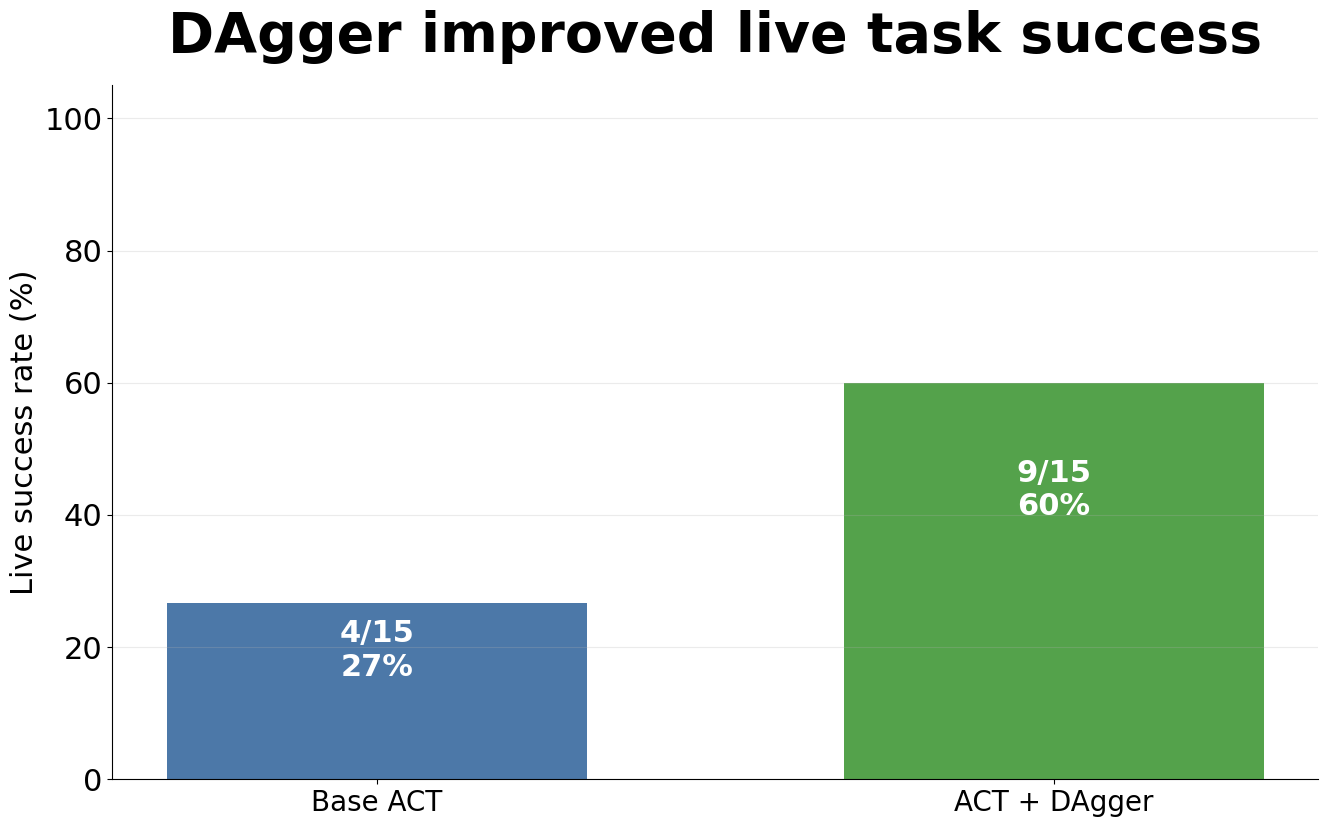 DAgger improved live task success
Live success rate (%)
100
80
60
40
20
0
4/15
27%
9/15
60%
Base ACT
ACT + DAgger